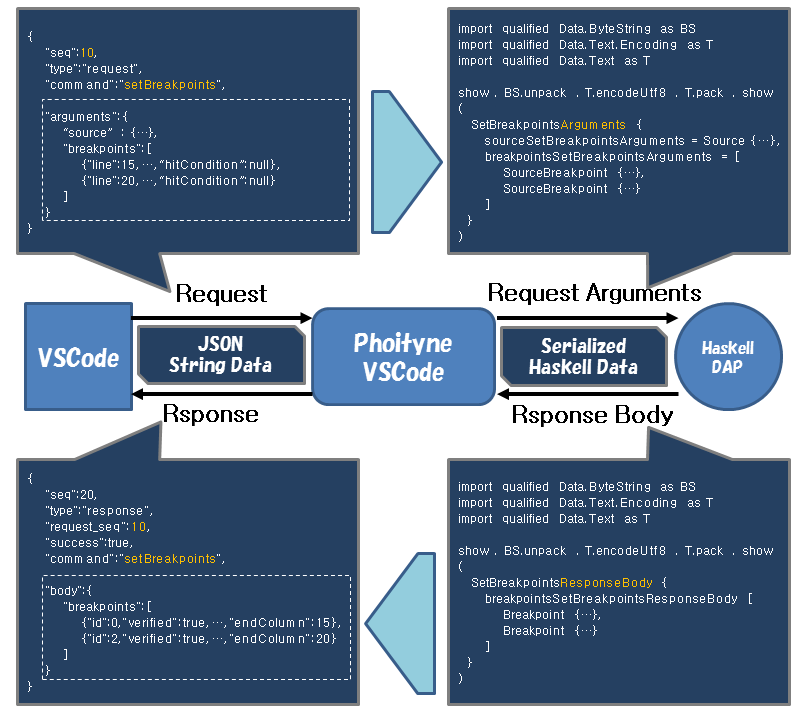 {
"seq":10,
"type":"request",
"command":"setBreakpoints",
"arguments":{
"source" : {…},
"breakpoints":[
{"line":15,…,"hitCondition":null},
{"line":20,…,"hitCondition":null}
]
}
}
import qualified Data.ByteString as BS
import qualified Data.Text.Encoding as T
import qualified Data.Text as T
show . BS.unpack . T.encodeUtf8 . T.pack . show
(
SetBreakpointsArguments {
sourceSetBreakpointsArguments = Source {…},
breakpointsSetBreakpointsArguments = [
SourceBreakpoint {…},
SourceBreakpoint {…}
]
}
)
Request
Request Arguments
VSCode
JSON
String Data
Phoityne
VSCode
Serialized
Haskell Data
Haskell
DAP
Rsponse
Rsponse Body
{
"seq":20,
"type":"response",
"request_seq":10,
"success":true,
"command":"setBreakpoints",
"body":{
"breakpoints":[
{"id":0,"verified":true,…,"endColumn":15},
{"id":2,"verified":true,…,"endColumn":20}
]
}
}
import qualified Data.ByteString as BS
import qualified Data.Text.Encoding as T
import qualified Data.Text as T
show . BS.unpack . T.encodeUtf8 . T.pack . show
(
SetBreakpointsResponseBody {
breakpointsSetBreakpointsResponseBody [
Breakpoint {…},
Breakpoint {…}
]
}
)